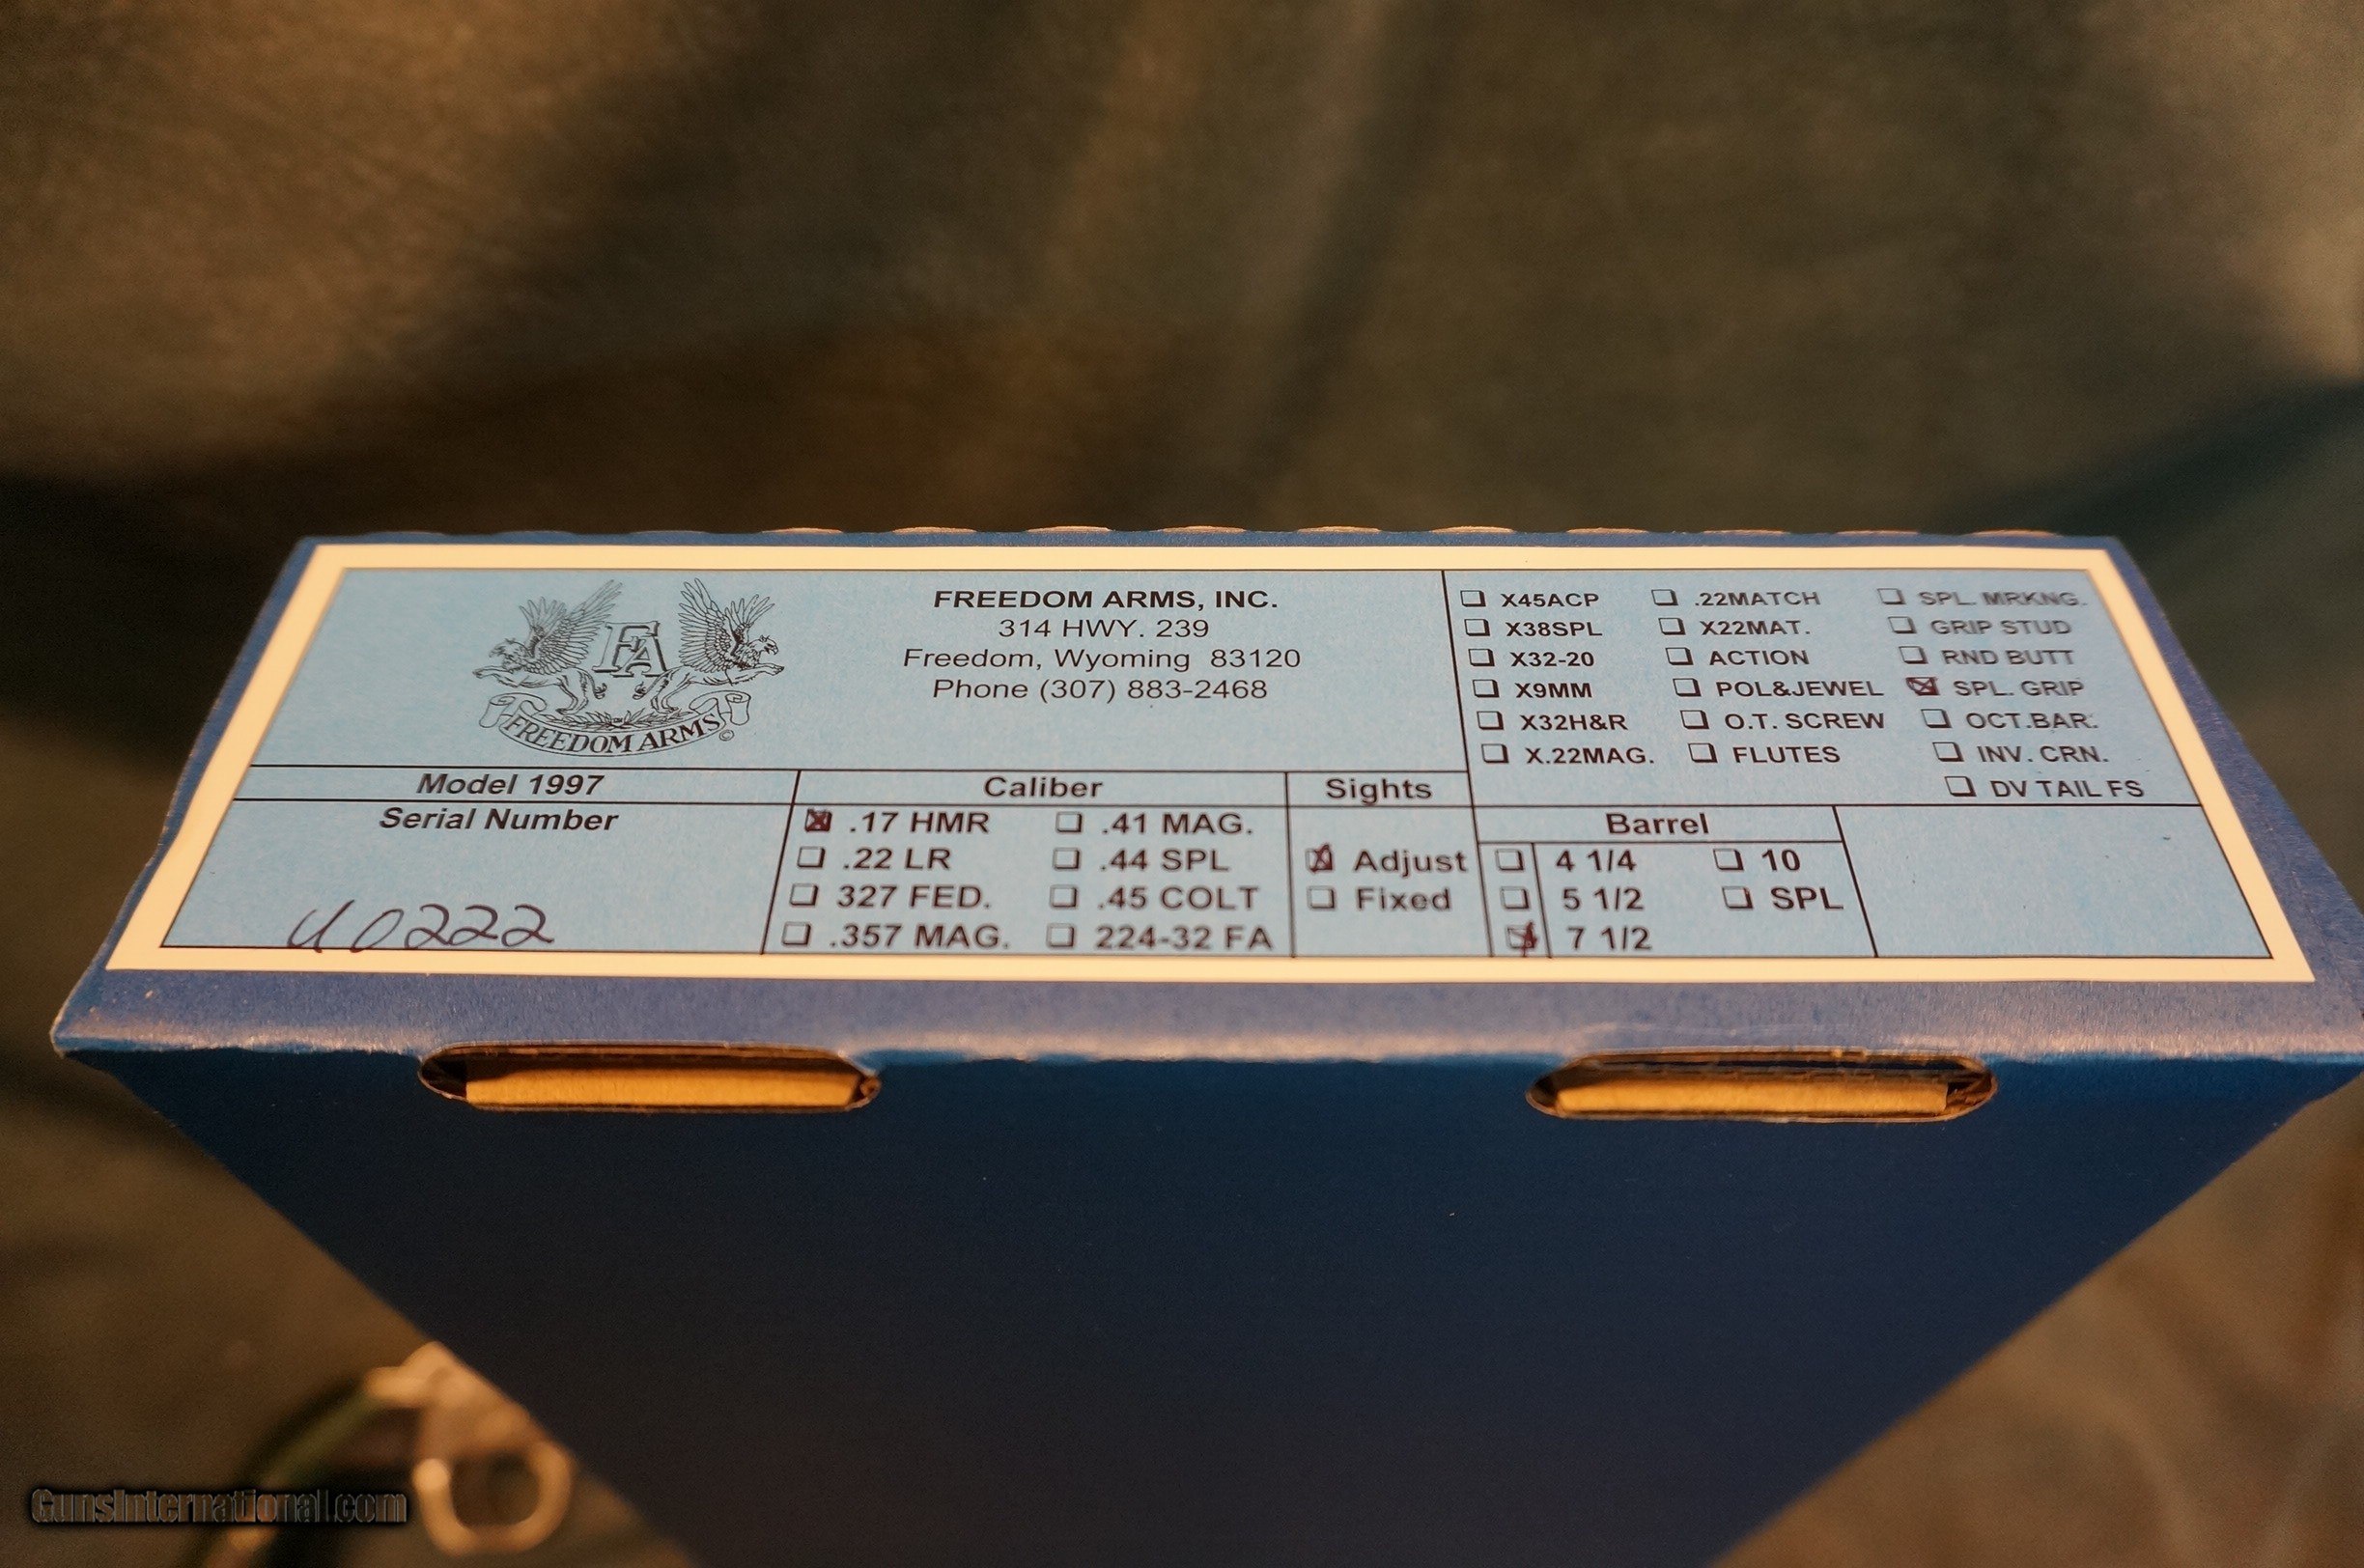 FA
FREEDOM ARMS ©
FREEDOM ARMS, INC.
314 HWY. 239
Freedom, Wyoming 83120
Phone (307) 883-2468
☐ X45ACP ☐ .22MATCH ☐ SPL. MRKNG.
☐ X38SPL ☐ X22MAT. ☐ GRIP STUD
☐ X32-20 ☐ ACTION ☐ RND BUTT
☐ X9MM ☐ POL&JEWEL ☒ SPL. GRIP
☐ X32H&R ☐ O.T. SCREW ☐ OCT.BAR.
☐ X.22MAG. ☐ FLUTES ☐ INV. CRN.
☐ DV TAIL FS
Model 1997
Serial Number
40222
Caliber
☒ .17 HMR ☐ .41 MAG.
☐ .22 LR ☐ .44 SPL
☐ 327 FED. ☐ .45 COLT
☐ .357 MAG. ☐ 224-32 FA
Sights
☒ Adjust
☐ Fixed
Barrel
☐ 4 1/4 ☐ 10
☐ 5 1/2 ☐ SPL
☒ 7 1/2
GunsInternational.com